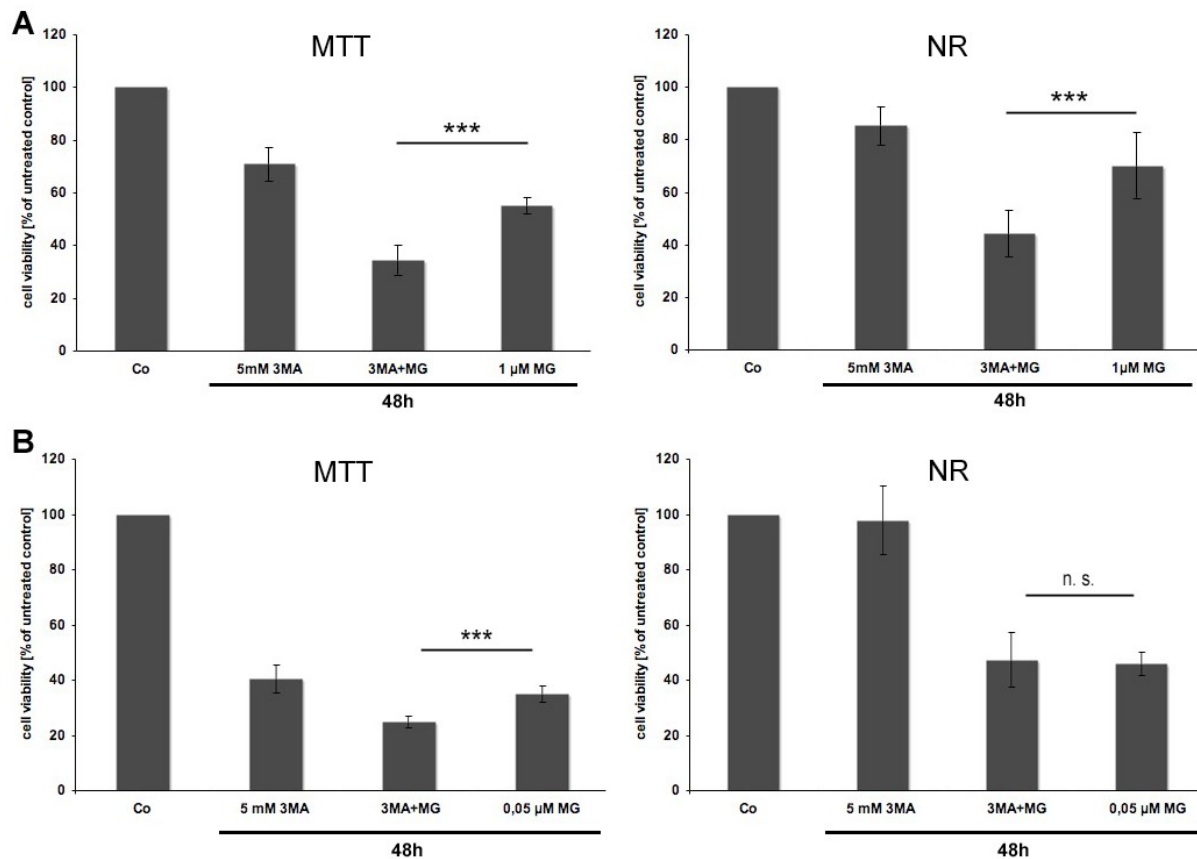 A
MTT
cell viability [% of untreated control]
120
100
80
60
40
20
0
***
Co
5mM 3MA
3MA+MG
1 µM MG
48h
NR
cell viability [% of untreated control]
120
100
80
60
40
20
0
***
Co
5mM 3MA
3MA+MG
1µM MG
48h
B
MTT
cell viability [% of untreated control]
120
100
80
60
40
20
0
***
Co
5 mM 3MA
3MA+MG
0,05 µM MG
48h
NR
cell viability [% of untreated control]
120
100
80
60
40
20
0
n. s.
Co
5 mM 3MA
3MA+MG
0,05 µM MG
48h